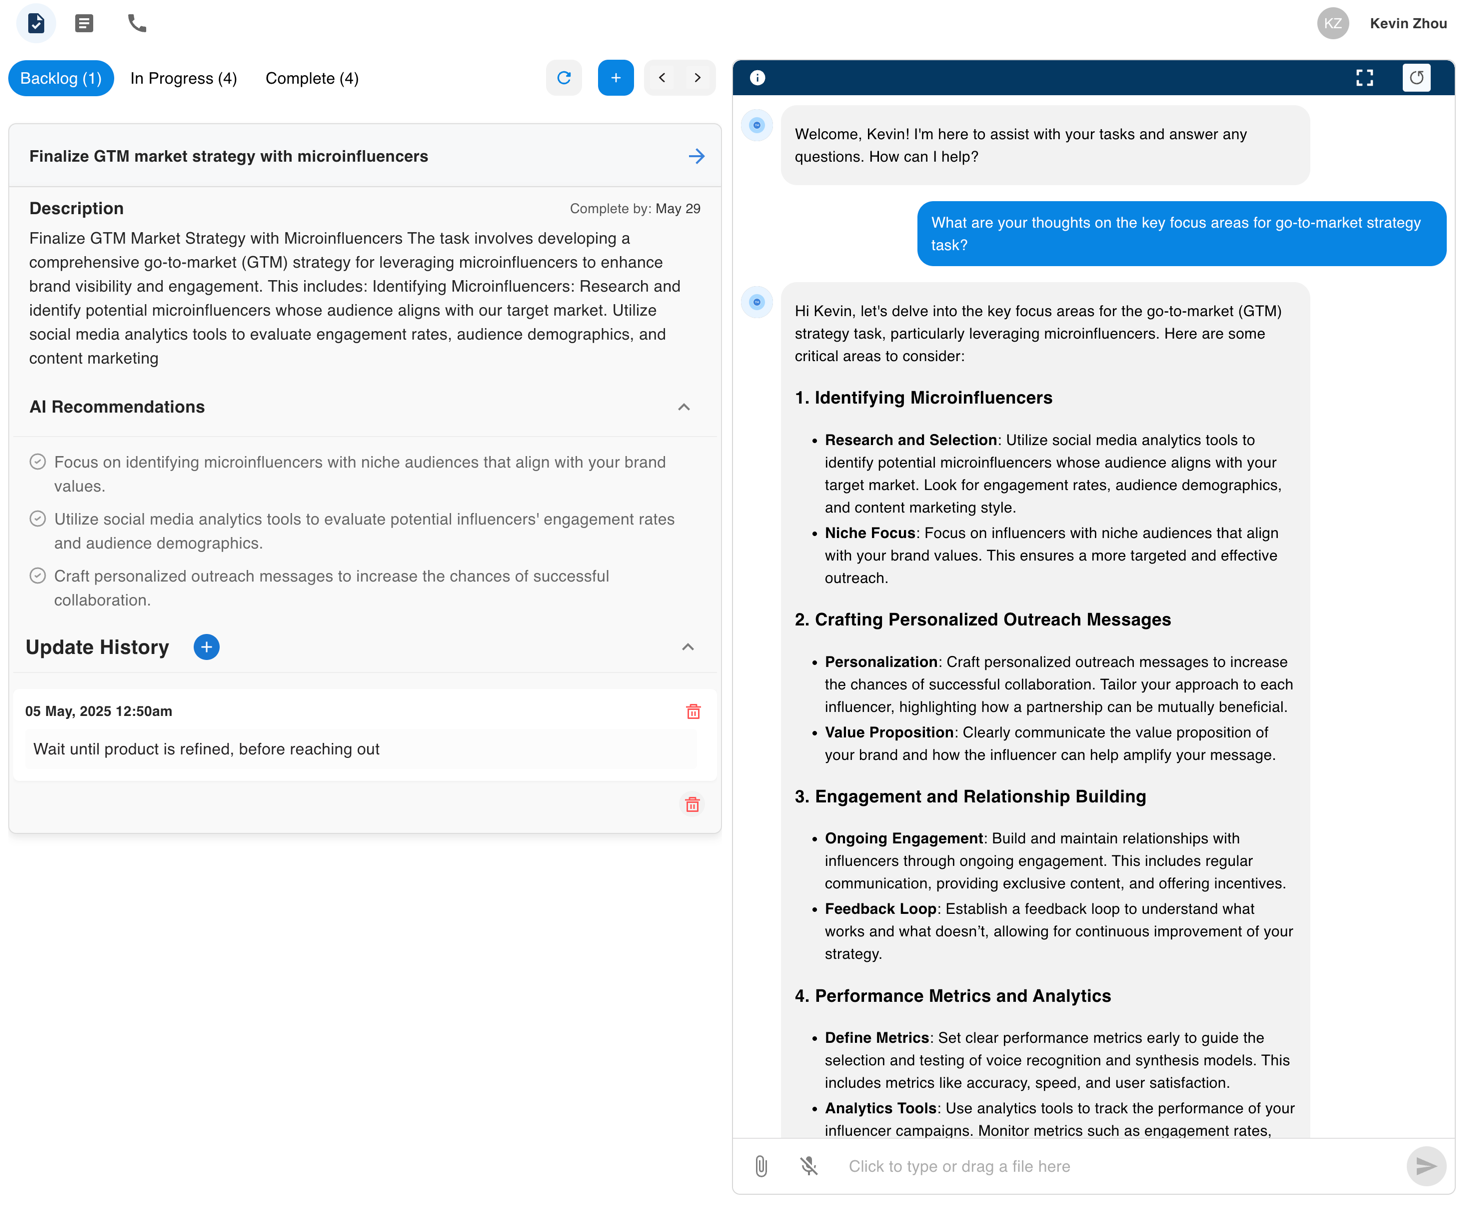 KZ Kevin Zhou
Backlog (1) In Progress (4) Complete (4)
Finalize GTM market strategy with microinfluencers
Description
Complete by: May 29
Finalize GTM Market Strategy with Microinfluencers The task involves developing a
comprehensive go-to-market (GTM) strategy for leveraging microinfluencers to enhance
brand visibility and engagement. This includes: Identifying Microinfluencers: Research and
identify potential microinfluencers whose audience aligns with our target market. Utilize
social media analytics tools to evaluate engagement rates, audience demographics, and
content marketing
AI Recommendations
Focus on identifying microinfluencers with niche audiences that align with your brand
values.
Utilize social media analytics tools to evaluate potential influencers' engagement rates
and audience demographics.
Craft personalized outreach messages to increase the chances of successful
collaboration.
Update History
05 May, 2025 12:50am
Wait until product is refined, before reaching out
Welcome, Kevin! I'm here to assist with your tasks and answer any
questions. How can I help?
What are your thoughts on the key focus areas for go-to-market strategy
task?
Hi Kevin, let's delve into the key focus areas for the go-to-market (GTM)
strategy task, particularly leveraging microinfluencers. Here are some
critical areas to consider:
1. Identifying Microinfluencers
• Research and Selection: Utilize social media analytics tools to
identify potential microinfluencers whose audience aligns with your
target market. Look for engagement rates, audience demographics,
and content marketing style.
• Niche Focus: Focus on influencers with niche audiences that align
with your brand values. This ensures a more targeted and effective
outreach.
2. Crafting Personalized Outreach Messages
• Personalization: Craft personalized outreach messages to increase
the chances of successful collaboration. Tailor your approach to each
influencer, highlighting how a partnership can be mutually beneficial.
• Value Proposition: Clearly communicate the value proposition of
your brand and how the influencer can help amplify your message.
3. Engagement and Relationship Building
• Ongoing Engagement: Build and maintain relationships with
influencers through ongoing engagement. This includes regular
communication, providing exclusive content, and offering incentives.
• Feedback Loop: Establish a feedback loop to understand what
works and what doesn't, allowing for continuous improvement of your
strategy.
4. Performance Metrics and Analytics
• Define Metrics: Set clear performance metrics early to guide the
selection and testing of voice recognition and synthesis models. This
includes metrics like accuracy, speed, and user satisfaction.
• Analytics Tools: Use analytics tools to track the performance of your
influencer campaigns. Monitor metrics such as engagement rates,
Click to type or drag a file here